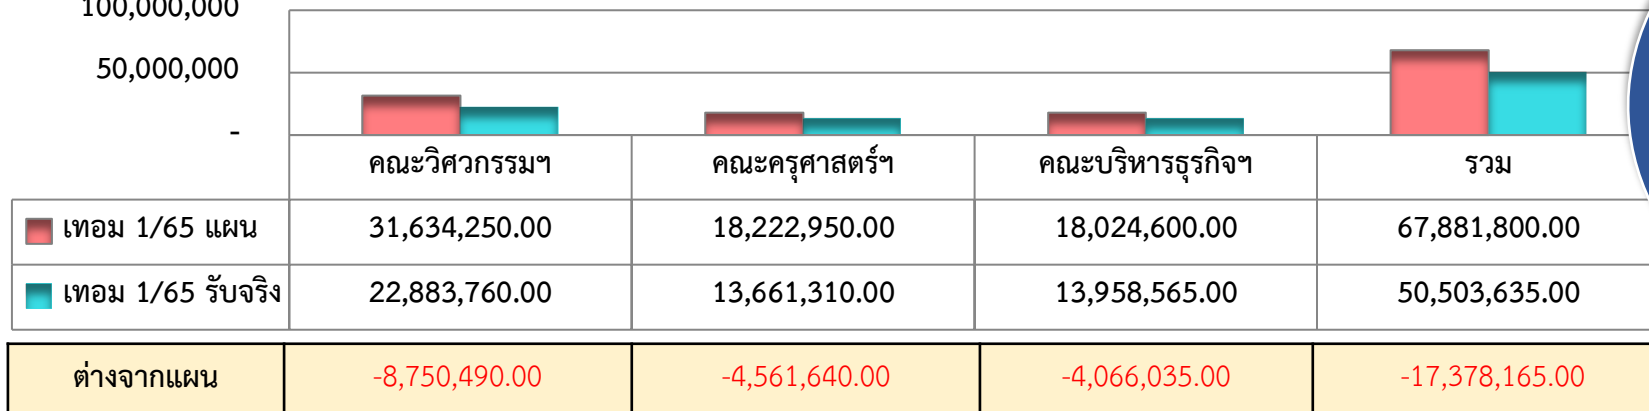 100,000,000
50,000,000
-
คณะวิศวกรรมฯ คณะครุศาสตร์ฯ คณะบริหารธุรกิจฯ รวม
เทอม 1/65 แผน 31,634,250.00 18,222,950.00 18,024,600.00 67,881,800.00
เทอม 1/65 รับจริง 22,883,760.00 13,661,310.00 13,958,565.00 50,503,635.00
ต่างจากแผน -8,750,490.00 -4,561,640.00 -4,066,035.00 -17,378,165.00